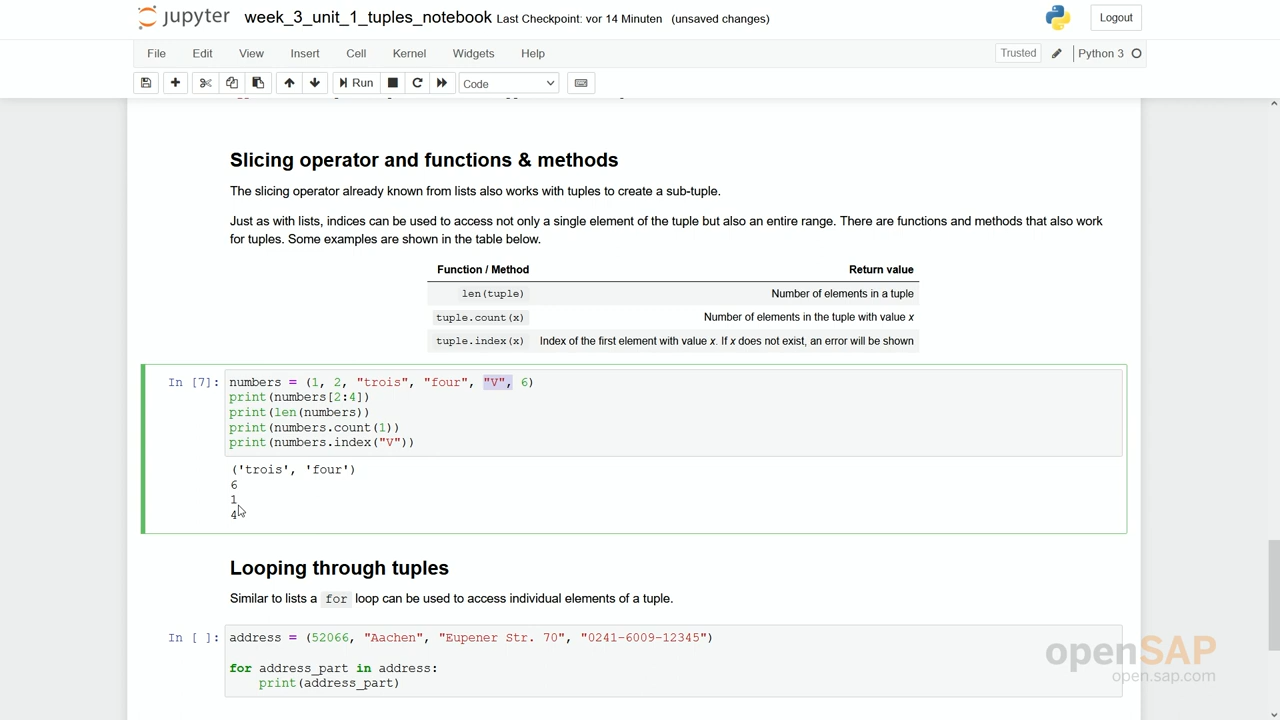 jupyter week_3_unit_1_tuples_notebook Last Checkpoint: vor 14 Minuten (unsaved changes) Logout
File Edit View Insert Cell Kernel Widgets Help Trusted Python 3
Run Code
Slicing operator and functions & methods
The slicing operator already known from lists also works with tuples to create a sub-tuple.
Just as with lists, indices can be used to access not only a single element of the tuple but also an entire range. There are functions and methods that also work
for tuples. Some examples are shown in the table below.
Function / Method Return value
len(tuple) Number of elements in a tuple
tuple.count(x) Number of elements in the tuple with value x
tuple.index(x) Index of the first element with value x. If x does not exist, an error will be shown
In [7]: numbers = (1, 2, "trois", "four", "V", 6)
print(numbers[2:4])
print(len(numbers))
print(numbers.count(1))
print(numbers.index("V"))
('trois', 'four')
6
1
4
Looping through tuples
Similar to lists a for loop can be used to access individual elements of a tuple.
In [ ]: address = (52066, "Aachen", "Eupener Str. 70", "0241-6009-12345")
for address_part in address:
print(address_part)
openSAP
open.sap.com